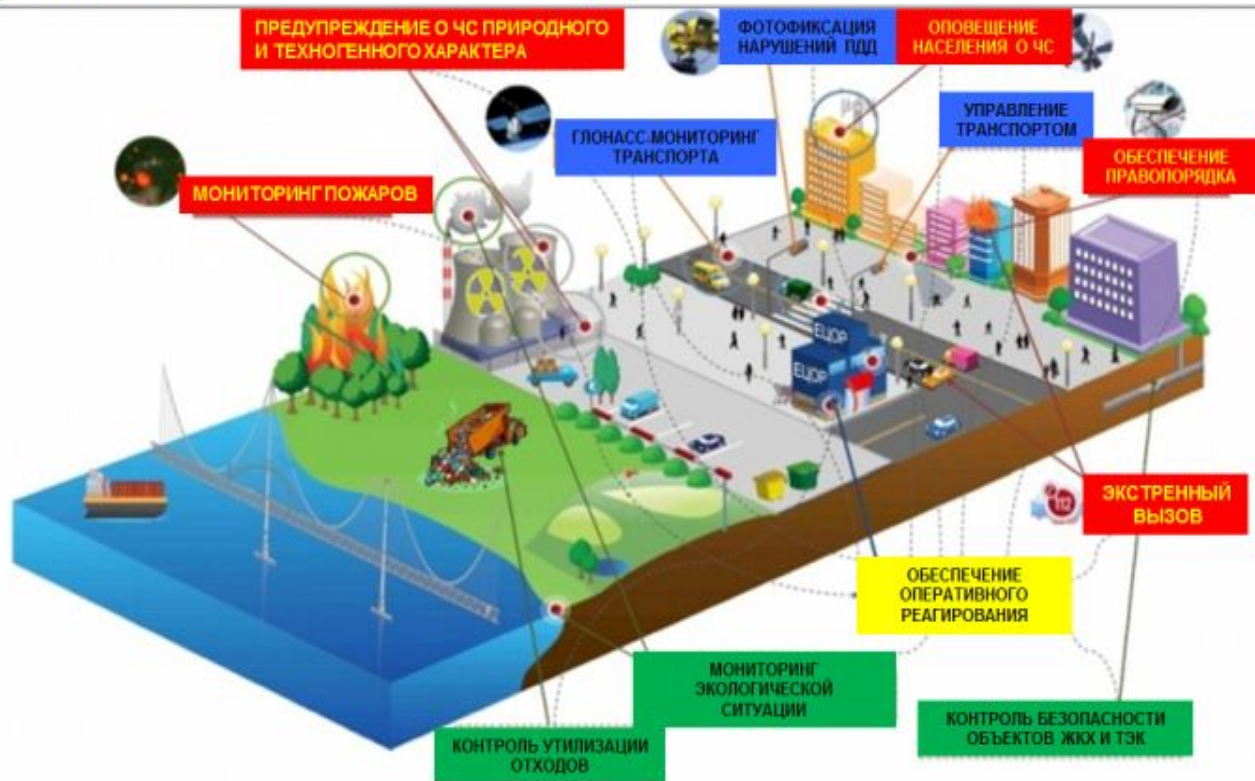 ПРЕДУПРЕЖДЕНИЕ О ЧС ПРИРОДНОГО
И ТЕХНОГЕННОГО ХАРАКТЕРА
ФОТОФИКСАЦИЯ
НАРУШЕНИЙ ПДД
ОПОВЕЩЕНИЕ
НАСЕЛЕНИЯ О ЧС
ГЛОНАСС-МОНИТОРИНГ
ТРАНСПОРТА
УПРАВЛЕНИЕ
ТРАНСПОРТОМ
ОБЕСПЕЧЕНИЕ
ПРАВОПОРЯДКА
МОНИТОРИНГ ПОЖАРОВ
ЕЦОР
ЕЦОР
112
ЭКСТРЕННЫЙ
ВЫЗОВ
ОБЕСПЕЧЕНИЕ
ОПЕРАТИВНОГО
РЕАГИРОВАНИЯ
МОНИТОРИНГ
ЭКОЛОГИЧЕСКОЙ
СИТУАЦИИ
КОНТРОЛЬ БЕЗОПАСНОСТИ
ОБЪЕКТОВ ЖКХ И ТЭК
КОНТРОЛЬ УТИЛИЗАЦИИ
ОТХОДОВ